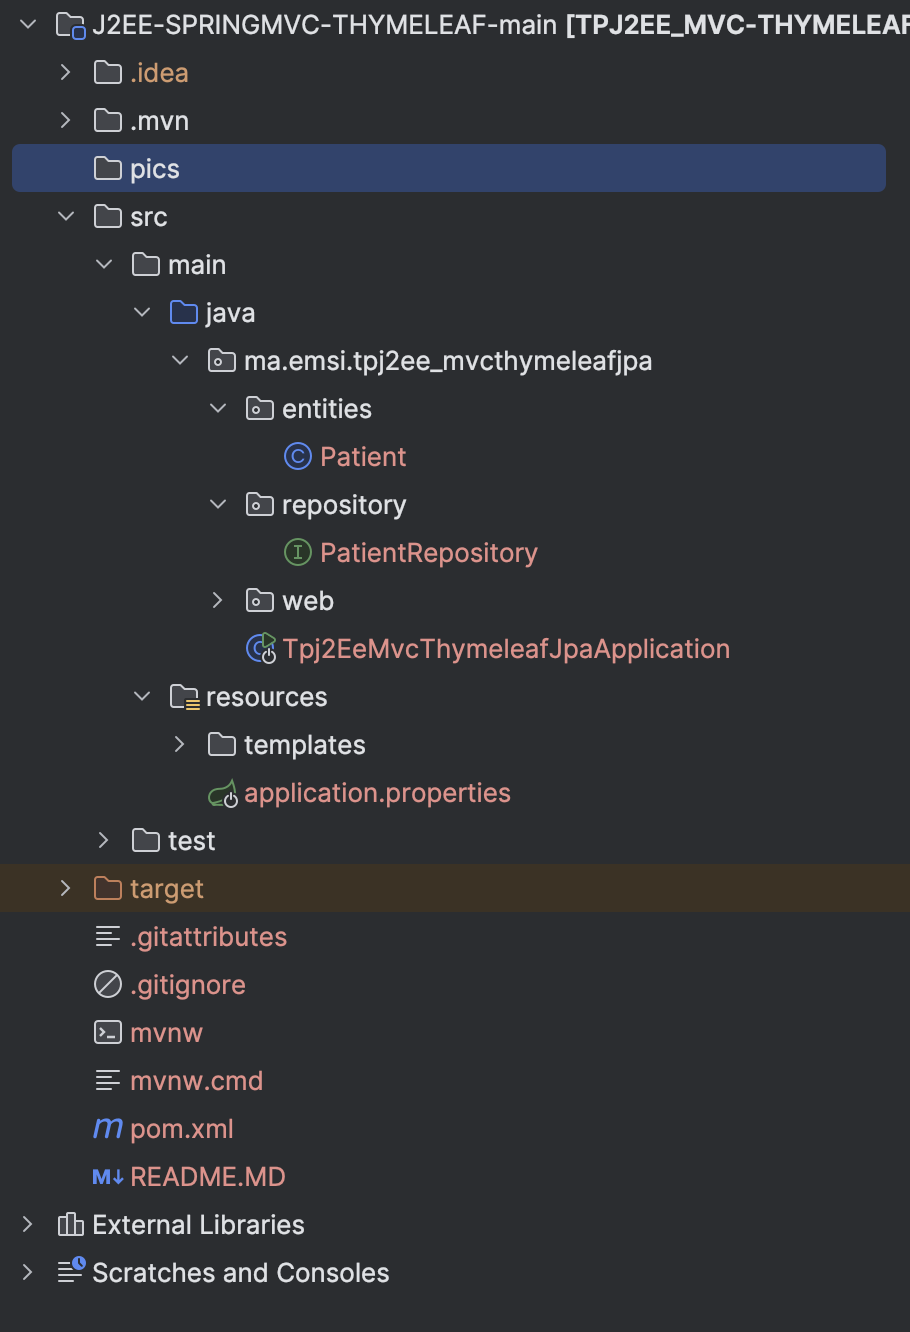 J2EE-SPRINGMVC-THYMELEAF-main [TPJ2EE_MVC-THYMELEAF
.idea
.mvn
pics
src
main
java
ma.emsi.tpj2ee_mvcthymeleafjpa
entities
C Patient
repository
I PatientRepository
web
Tpj2EeMvcThymeleafJpaApplication
resources
templates
application.properties
test
target
.gitattributes
.gitignore
mvnw
mvnw.cmd
m pom.xml
M↓ README.MD
External Libraries
Scratches and Consoles